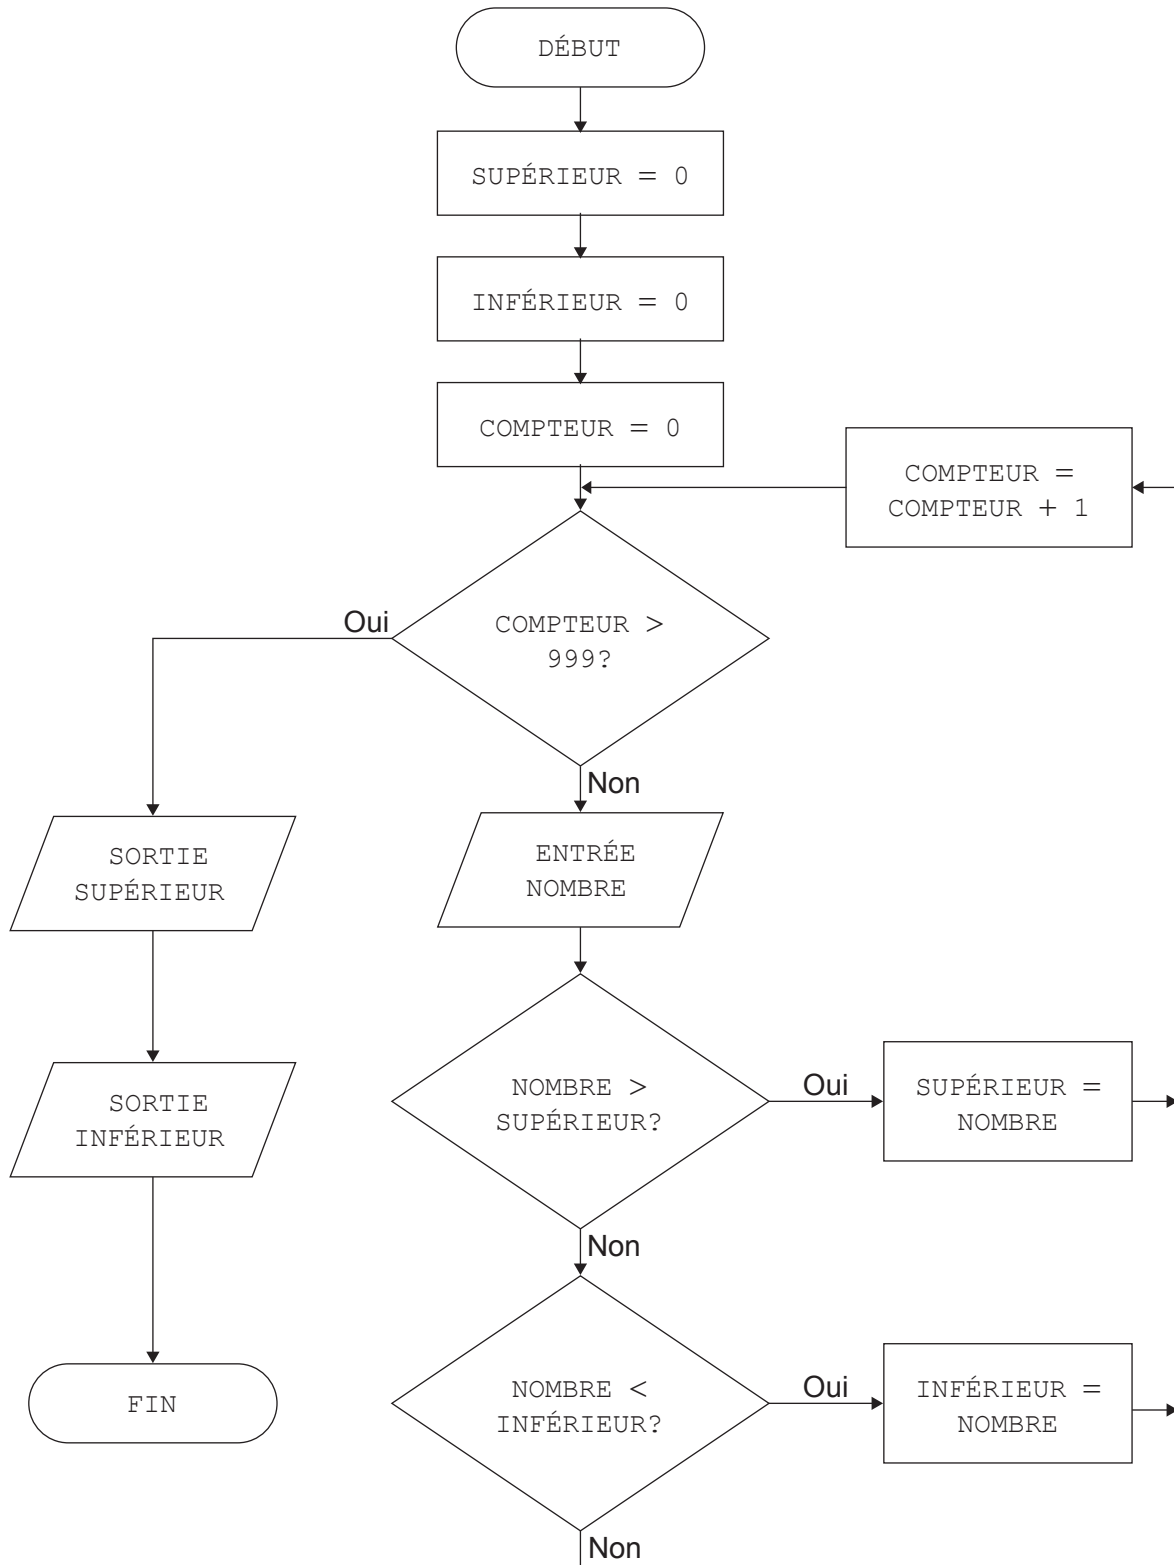 DÉBUT
SUPÉRIEUR = 0
INFÉRIEUR = 0
COMPTEUR = 0
COMPTEUR =
COMPTEUR + 1
Oui
COMPTEUR >
999?
Non
SORTIE
SUPÉRIEUR
ENTRÉE
NOMBRE
SORTIE
INFÉRIEUR
NOMBRE >
SUPÉRIEUR?
Oui
SUPÉRIEUR =
NOMBRE
Non
FIN
NOMBRE <
INFÉRIEUR?
Oui
INFÉRIEUR =
NOMBRE
Non